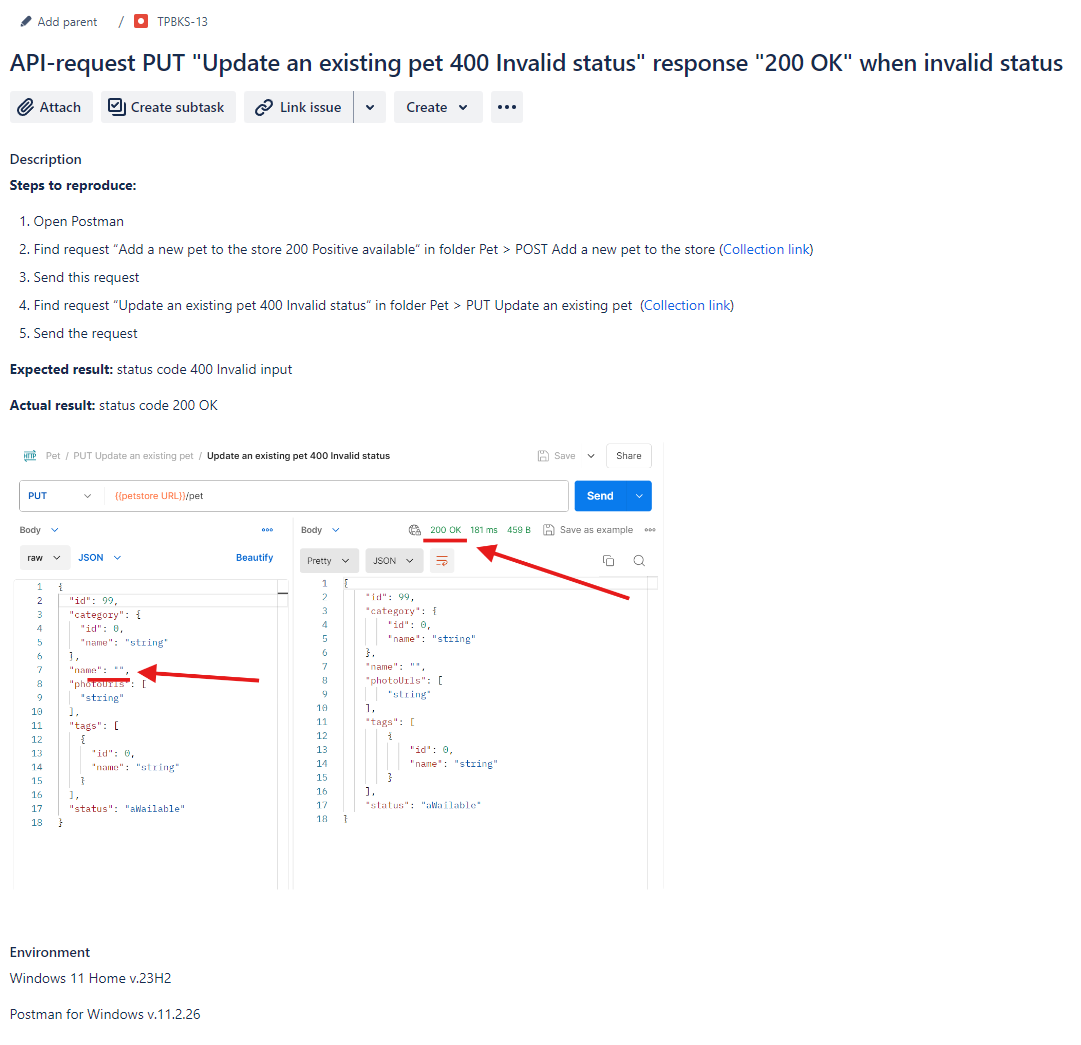 Add parent / TPBKS-13
API-request PUT "Update an existing pet 400 Invalid status" response "200 OK" when invalid status
Attach Create subtask Link issue Create
Description
Steps to reproduce:
1. Open Postman
2. Find request “Add a new pet to the store 200 Positive available” in folder Pet > POST Add a new pet to the store (Collection link)
3. Send this request
4. Find request “Update an existing pet 400 Invalid status” in folder Pet > PUT Update an existing pet (Collection link)
5. Send the request
Expected result: status code 400 Invalid input
Actual result: status code 200 OK
HTTP Pet / PUT Update an existing pet / Update an existing pet 400 Invalid status Save Share
PUT {{petstore URL}}/pet Send
Body
raw JSON Beautify
1 {
2 "id": 99,
3 "category": {
4 "id": 0,
5 "name": "string"
6 },
7 "name": "",
8 "photoUrls": [
9 "string"
10 ],
11 "tags": [
12 {
13 "id": 0,
14 "name": "string"
15 }
16 ],
17 "status": "aWailable"
18 }
Body 200 OK 181 ms 459 B Save as example
Pretty JSON
1 {
2 "id": 99,
3 "category": {
4 "id": 0,
5 "name": "string"
6 },
7 "name": "",
8 "photoUrls": [
9 "string"
10 ],
11 "tags": [
12 {
13 "id": 0,
14 "name": "string"
15 }
16 ],
17 "status": "aWailable"
18 }
Environment
Windows 11 Home v.23H2
Postman for Windows v.11.2.26